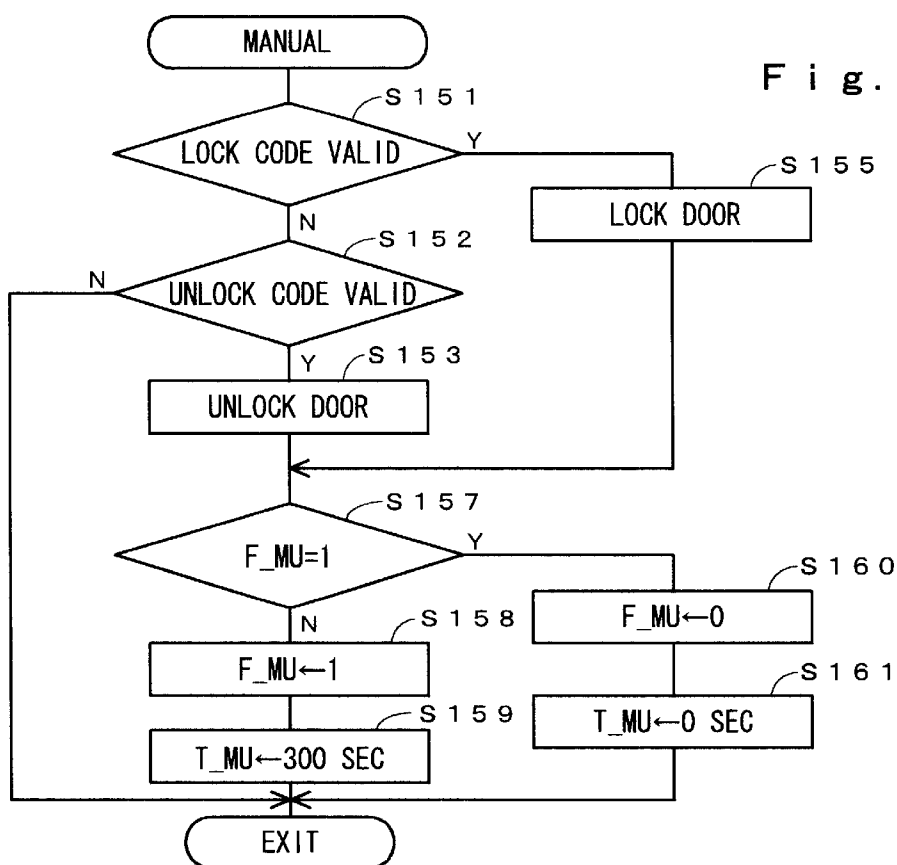 MANUAL
Fig.
S151
LOCK CODE VALID
Y
S155
LOCK DOOR
N
S152
N
UNLOCK CODE VALID
Y
S153
UNLOCK DOOR
S157
F_MU=1
Y
S160
F_MU←0
N
S158
F_MU←1
S161
T_MU←0 SEC
S159
T_MU←300 SEC
EXIT